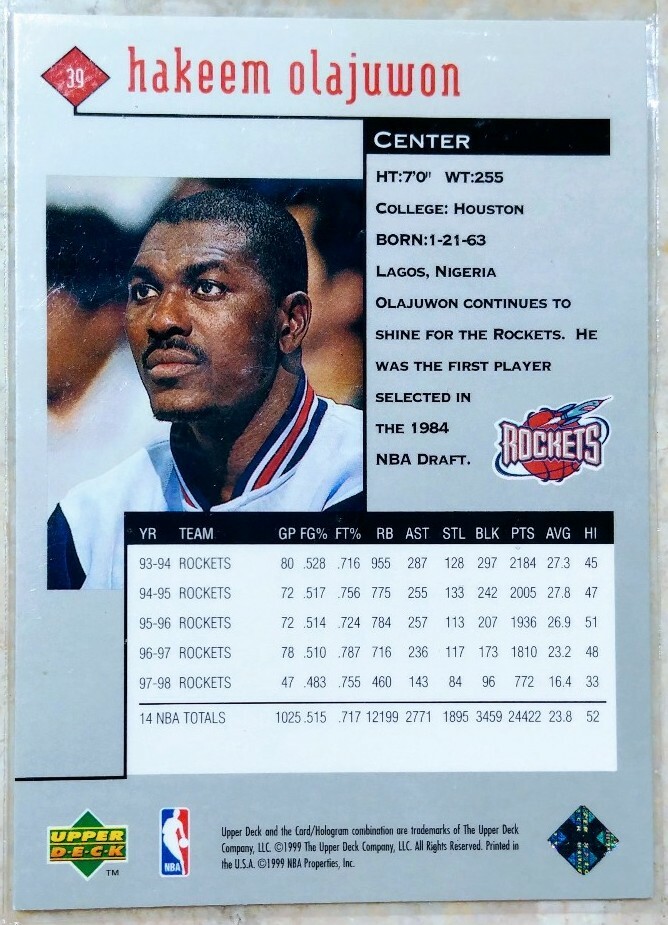 39
hakeem olajuwon
CENTER
HT:7'0" WT:255
COLLEGE: HOUSTON
BORN:1-21-63
LAGOS, NIGERIA
OLAJUWON CONTINUES TO
SHINE FOR THE ROCKETS. HE
WAS THE FIRST PLAYER
SELECTED IN
THE 1984
NBA DRAFT.
ROCKETS
YR TEAM GP FG% FT% RB AST STL BLK PTS AVG HI
93-94 ROCKETS 80 .528 .716 955 287 128 297 2184 27.3 45
94-95 ROCKETS 72 .517 .756 775 255 133 242 2005 27.8 47
95-96 ROCKETS 72 .514 .724 784 257 113 207 1936 26.9 51
96-97 ROCKETS 78 .510 .787 716 236 117 173 1810 23.2 48
97-98 ROCKETS 47 .483 .755 460 143 84 96 772 16.4 33
14 NBA TOTALS 1025 .515 .717 12199 2771 1895 3459 24422 23.8 52
UPPER
D·E·C·K
TM
NBA
Upper Deck and the Card/Hologram combination are trademarks of The Upper Deck
Company, LLC. ©1999 The Upper Deck Company, LLC. All Rights Reserved. Printed in
the U.S.A. ©1999 NBA Properties, Inc.